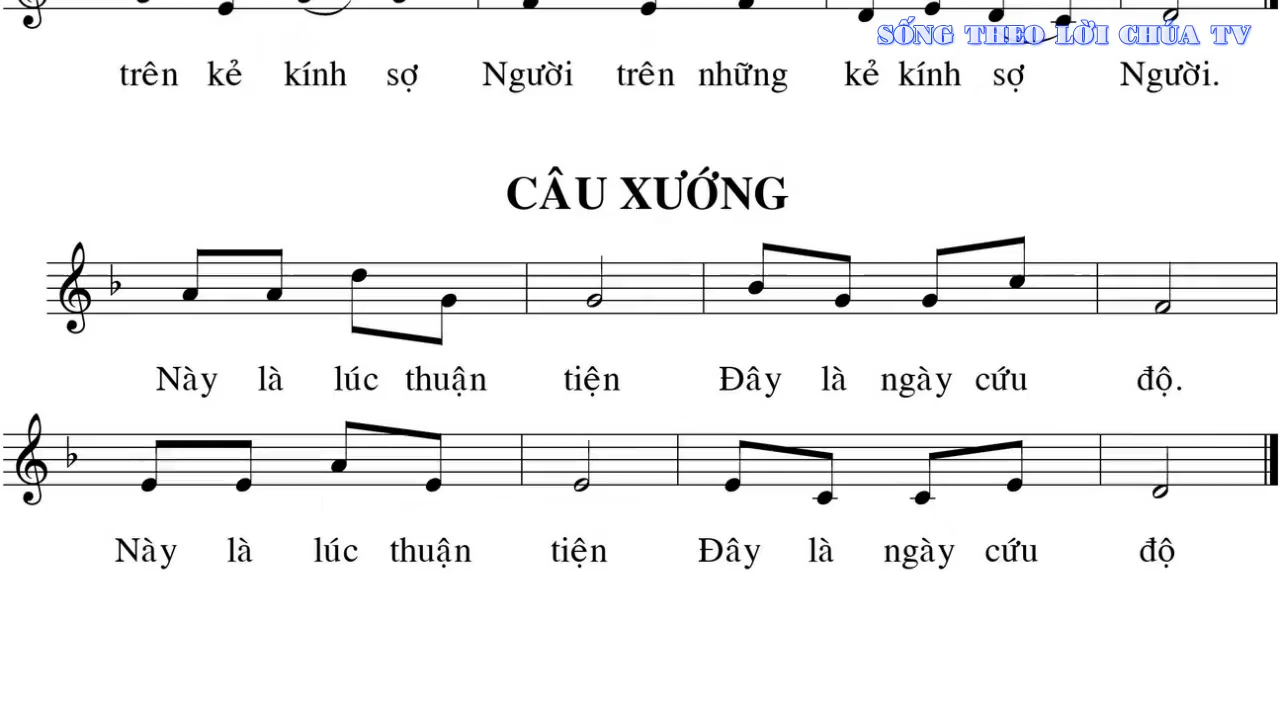 SỐNG THEO LỜI CHÚA TV
trên kẻ kính sợ Người trên những kẻ kính sợ Người.
CÂU XƯỚNG
Này là lúc thuận tiện Đây là ngày cứu độ.
Này là lúc thuận tiện Đây là ngày cứu độ